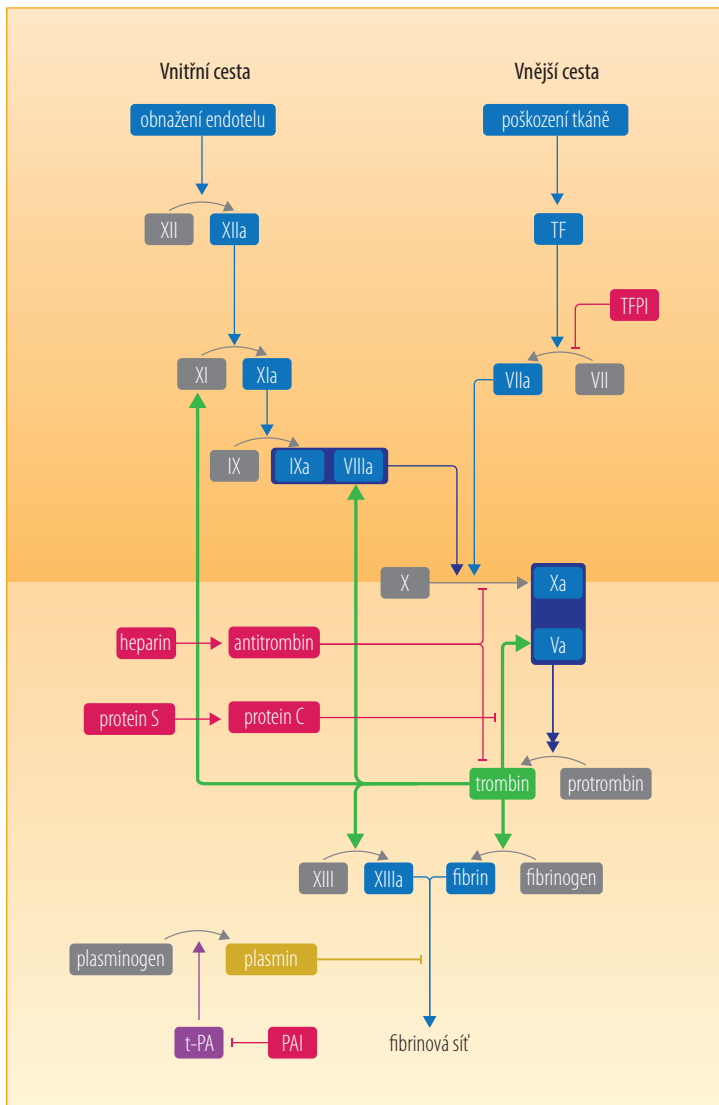 Vnitřní cesta
Vnější cesta
obnažení endotelu
poškození tkáně
XII
XIIa
TF
TFPI
XI
XIa
VIIa
VII
IX
IXa
VIIIa
X
Xa
heparin
antitrombin
Va
protein S
protein C
trombin
protrombin
XIII
XIIIa
fibrin
fibrinogen
plasminogen
plasmin
t-PA
PAI
fibrinová síť